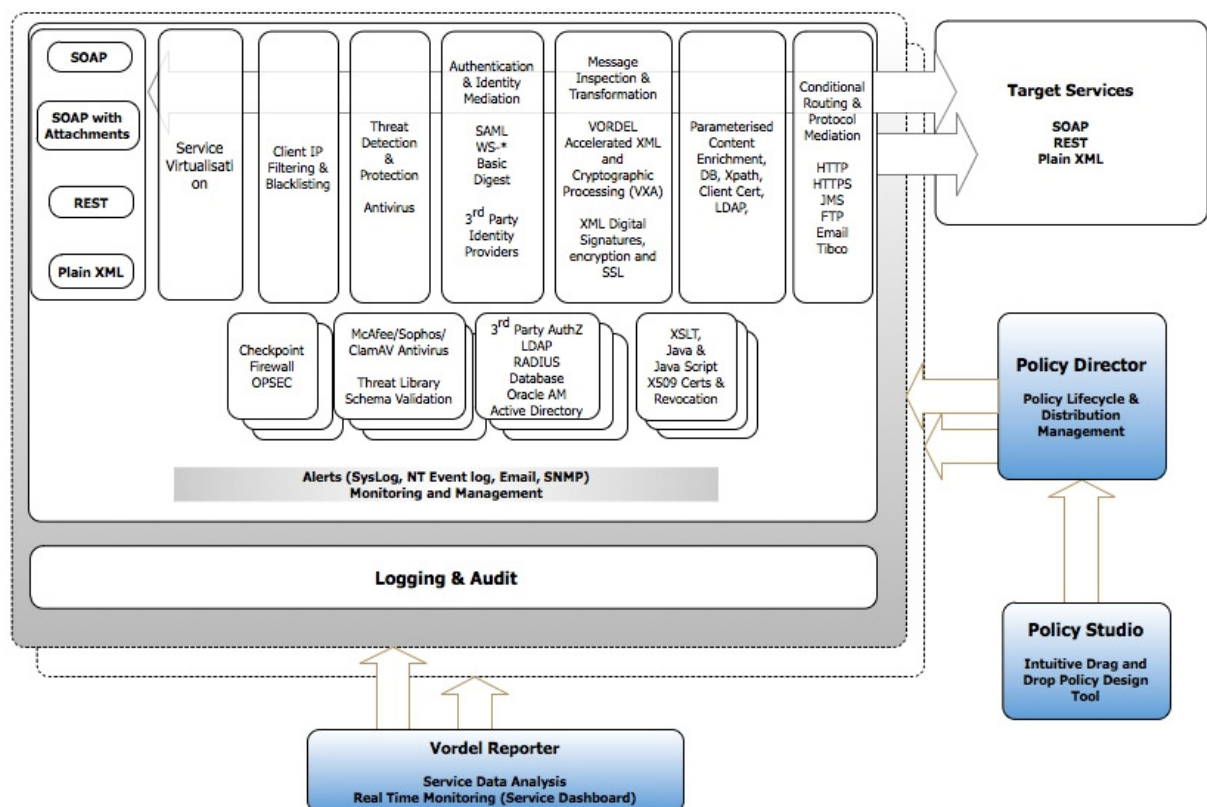 SOAP
SOAP with
Attachments
REST
Plain XML
Service
Virtualisati
on
Client IP
Filtering &
Blacklisting
Threat
Detection
&
Protection
Antivirus
Authentication
& Identity
Mediation
SAML
WS-*
Basic
Digest
3rd Party
Identity
Providers
Message
Inspection &
Transformation
VORDEL
Accelerated XML
and
Cryptographic
Processing (VXA)
XML Digital
Signatures,
encryption and
SSL
Parameterised
Content
Enrichment,
DB, Xpath,
Client Cert,
LDAP,
Conditional
Routing &
Protocol
Mediation
HTTP
HTTPS
JMS
FTP
Email
Tibco
Target Services
SOAP
REST
Plain XML
Checkpoint
Firewall
OPSEC
McAfee/Sophos/
ClamAV Antivirus
Threat Library
Schema Validation
3rd Party AuthZ
LDAP
RADIUS
Database
Oracle AM
Active Directory
XSLT,
Java &
Java Script
X509 Certs &
Revocation
Alerts (SysLog, NT Event log, Email, SNMP)
Monitoring and Management
Logging & Audit
Policy Director
Policy Lifecycle &
Distribution
Management
Policy Studio
Intuitive Drag and
Drop Policy Design
Tool
Vordel Reporter
Service Data Analysis
Real Time Monitoring (Service Dashboard)